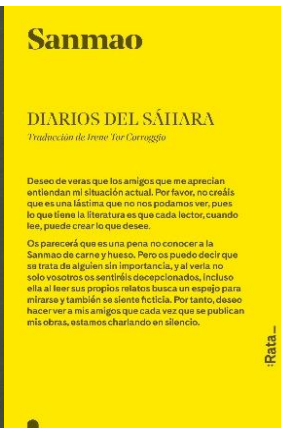 Sanmao
DIARIOS DEL SÁHARA
Traducción de Irene Tor Carroggio
Deseo de veras que los amigos que me aprecian
entiendan mi situación actual. Por favor, no creáis
que es una lástima que no nos podamos ver, pues
lo que tiene la literatura es que cada lector, cuando
lee, puede crear lo que desee.
Os parecerá que es una pena no conocer a la
Sanmao de carne y hueso. Pero os puedo decir que
se trata de alguien sin importancia, y al verla no
solo vosotros os sentiréis decepcionados, incluso
ella al leer sus propios relatos busca un espejo para
mirarse y también se siente ficticia. Por tanto, deseo
hacer ver a mis amigos que cada vez que se publican
mis obras, estamos charlando en silencio.
:Rata_